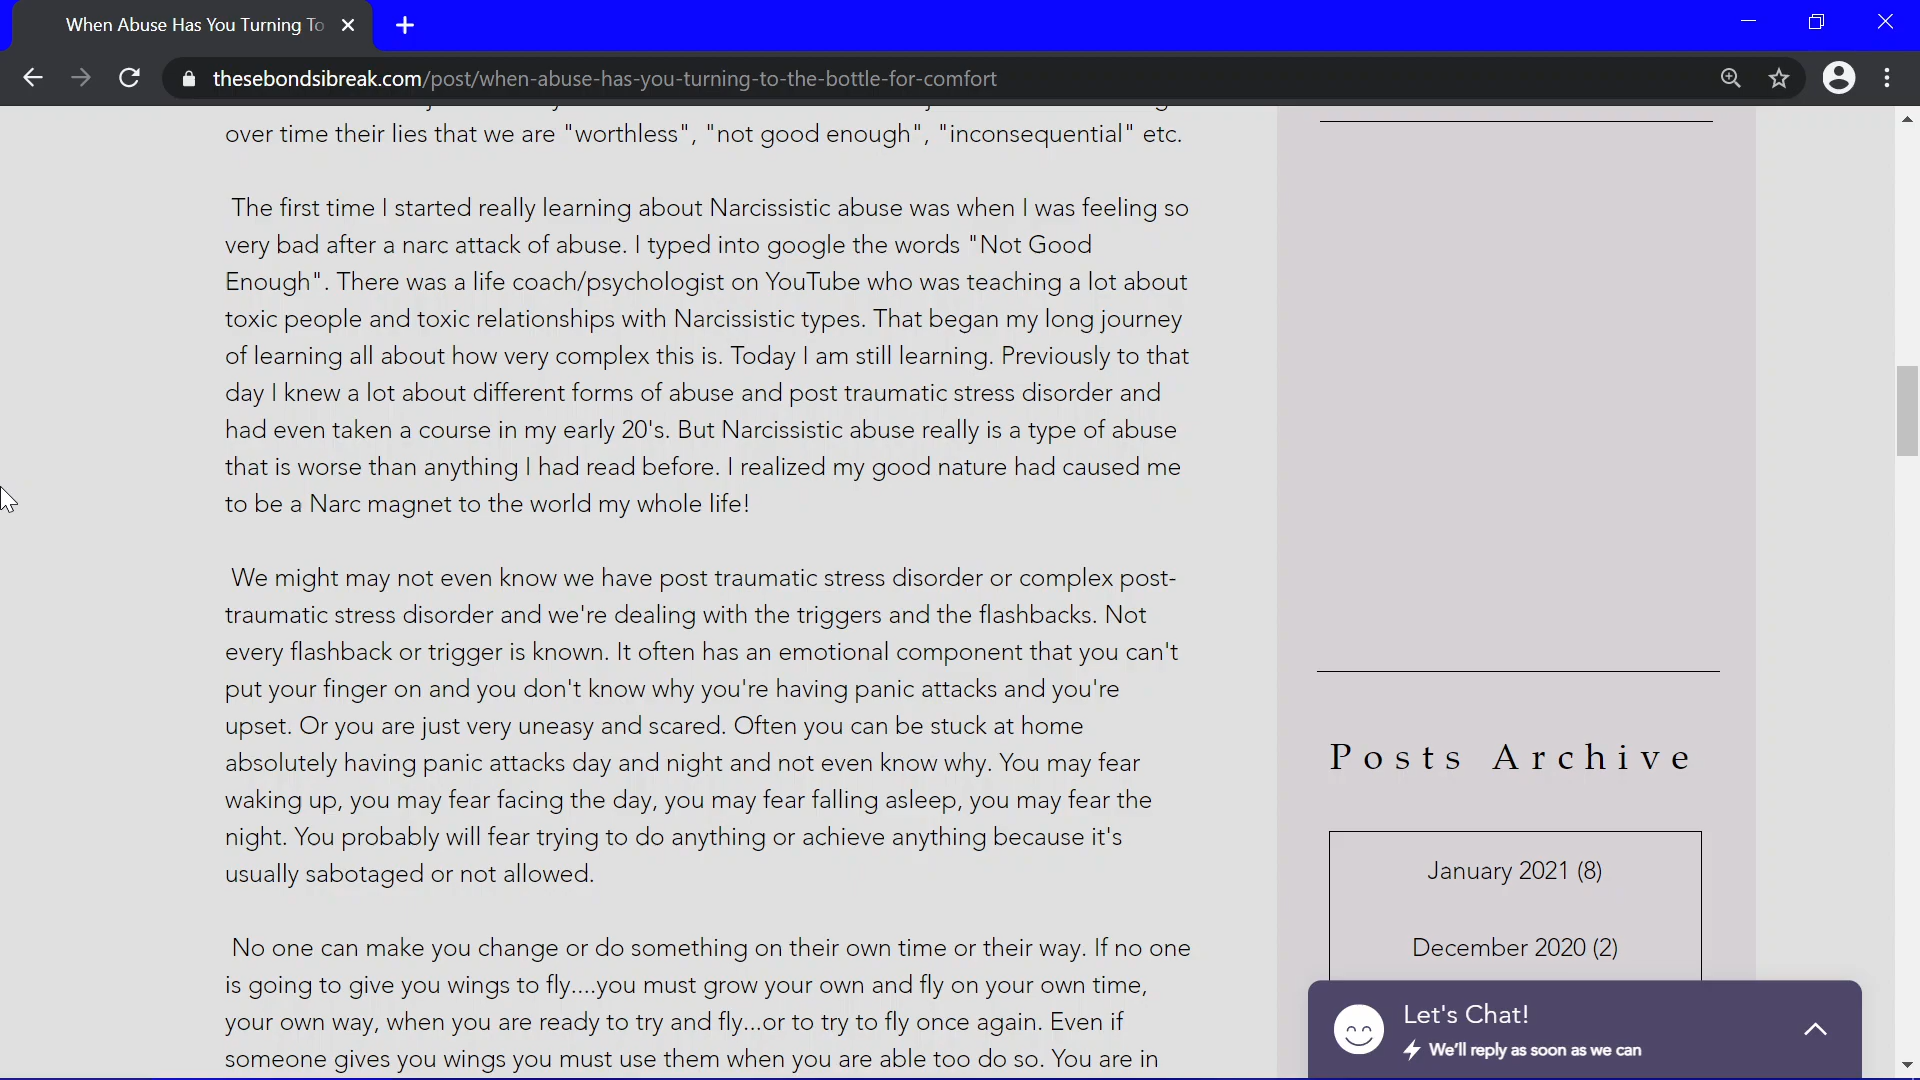 When Abuse Has You Turning To
thesebondsibreak.com/post/when-abuse-has-you-turning-to-the-bottle-for-comfort
over time their lies that we are "worthless", "not good enough", "inconsequential" etc.
The first time I started really learning about Narcissistic abuse was when I was feeling so
very bad after a narc attack of abuse. I typed into google the words "Not Good
Enough". There was a life coach/psychologist on YouTube who was teaching a lot about
toxic people and toxic relationships with Narcissistic types. That began my long journey
of learning all about how very complex this is. Today I am still learning. Previously to that
day I knew a lot about different forms of abuse and post traumatic stress disorder and
had even taken a course in my early 20's. But Narcissistic abuse really is a type of abuse
that is worse than anything I had read before. I realized my good nature had caused me
to be a Narc magnet to the world my whole life!
We might may not even know we have post traumatic stress disorder or complex post-
traumatic stress disorder and we're dealing with the triggers and the flashbacks. Not
every flashback or trigger is known. It often has an emotional component that you can't
put your finger on and you don't know why you're having panic attacks and you're
upset. Or you are just very uneasy and scared. Often you can be stuck at home
absolutely having panic attacks day and night and not even know why. You may fear
waking up, you may fear facing the day, you may fear falling asleep, you may fear the
night. You probably will fear trying to do anything or achieve anything because it's
usually sabotaged or not allowed.
No one can make you change or do something on their own time or their way. If no one
is going to give you wings to fly....you must grow your own and fly on your own time,
your own way, when you are ready to try and fly...or to try to fly once again. Even if
someone gives you wings you must use them when you are able too do so. You are in
Posts Archive
January 2021 (8)
December 2020 (2)
Let's Chat!
We'll reply as soon as we can